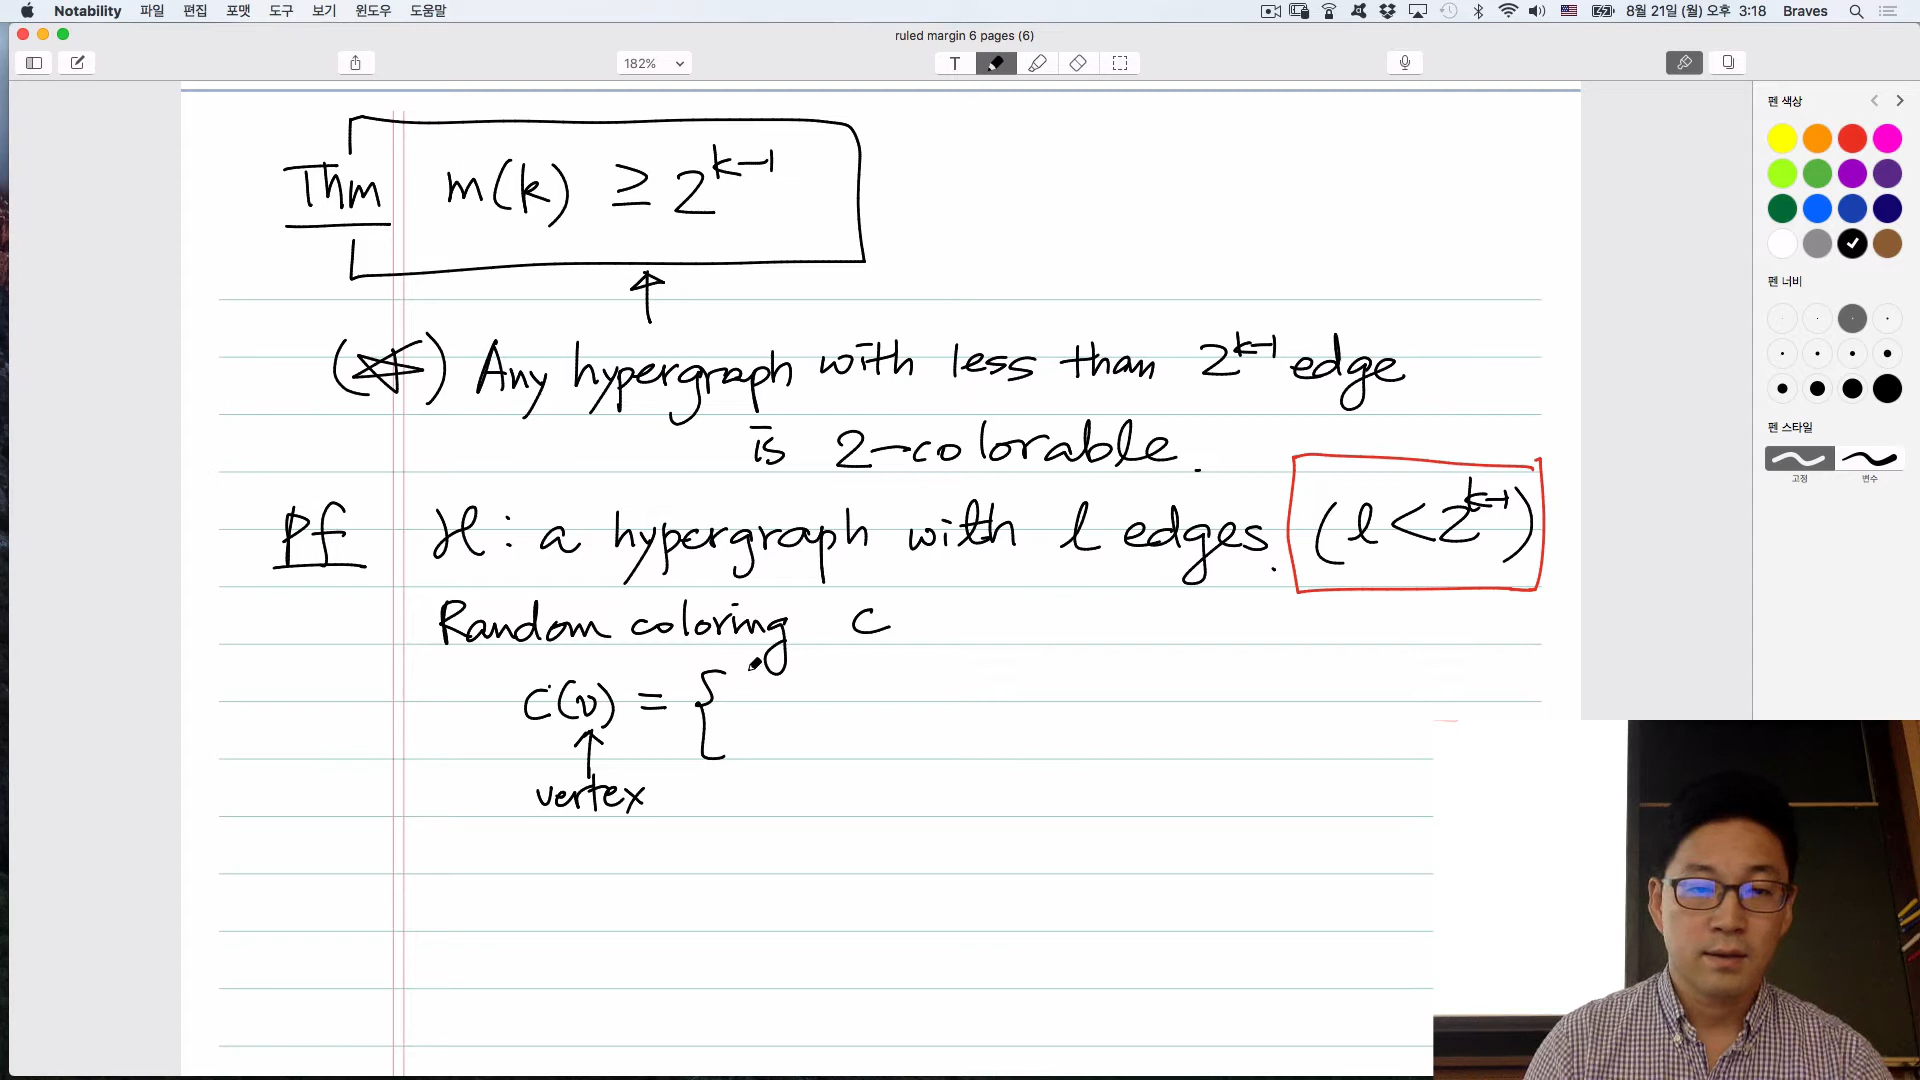 Notability 파일 편집 포맷 도구 보기 윈도우 도움말 8월 21일 (월) 오후 3:18 Braves
ruled margin 6 pages (6)
182% T
펜 색상
펜 너비
펜 스타일
고정 변수
Thm m(k) ≥ 2^{k-1}
(☆) Any hypergraph with less than 2^{k-1} edge
is 2-colorable.
Pf H: a hypergraph with l edges. (l < 2^{k-1})
Random coloring c
c(v) = {
↑
vertex